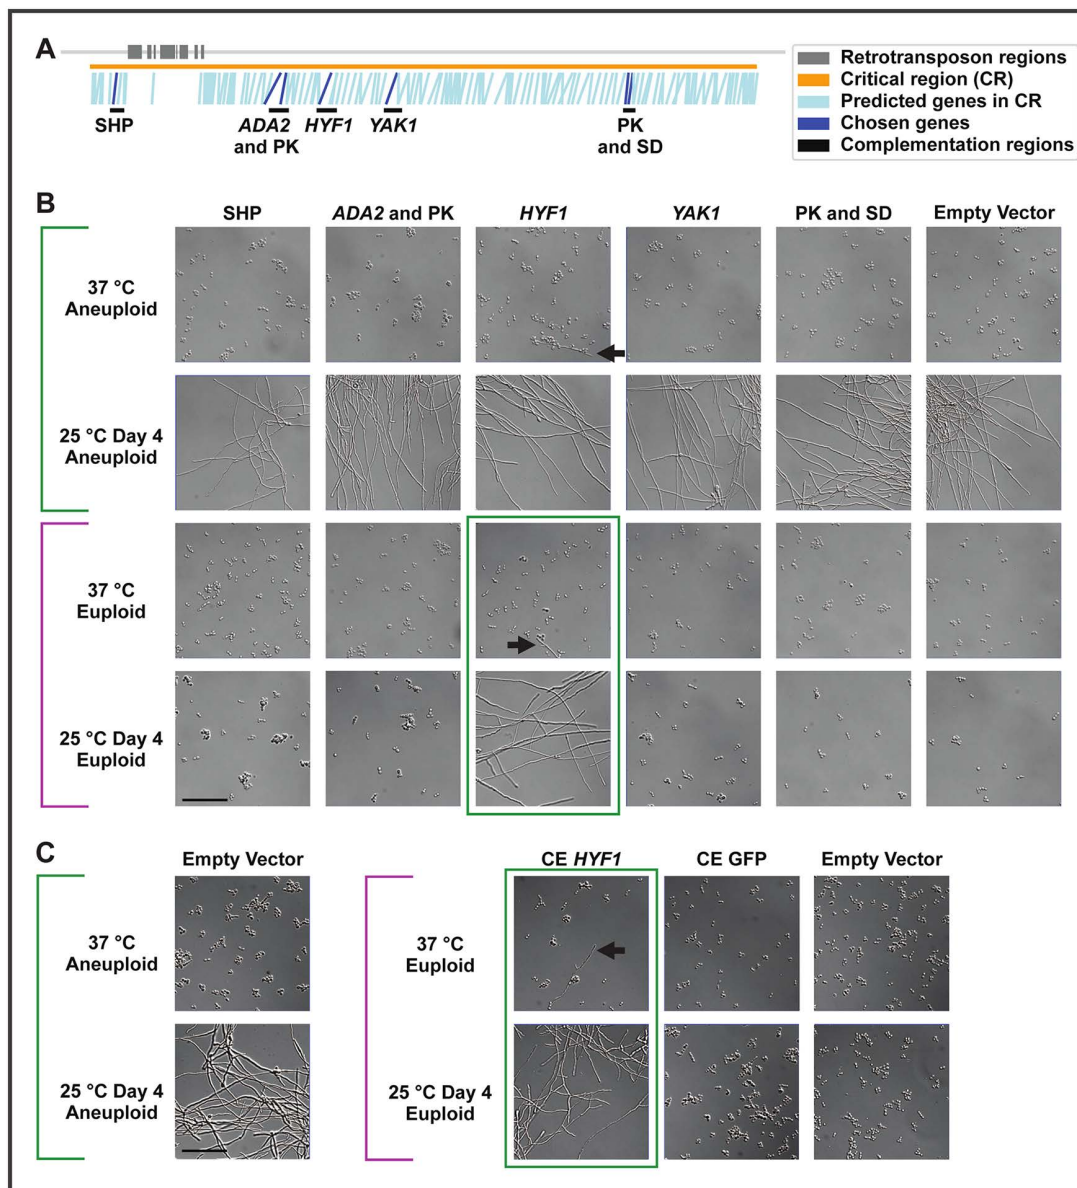 A
SHP
ADA2
and PK
HYF1
YAK1
PK
and SD
Retrotransposon regions
Critical region (CR)
Predicted genes in CR
Chosen genes
Complementation regions
B
SHP
ADA2 and PK
HYF1
YAK1
PK and SD
Empty Vector
37 °C
Aneuploid
25 °C Day 4
Aneuploid
37 °C
Euploid
25 °C Day 4
Euploid
C
Empty Vector
37 °C
Aneuploid
25 °C Day 4
Aneuploid
CE HYF1
CE GFP
Empty Vector
37 °C
Euploid
25 °C Day 4
Euploid